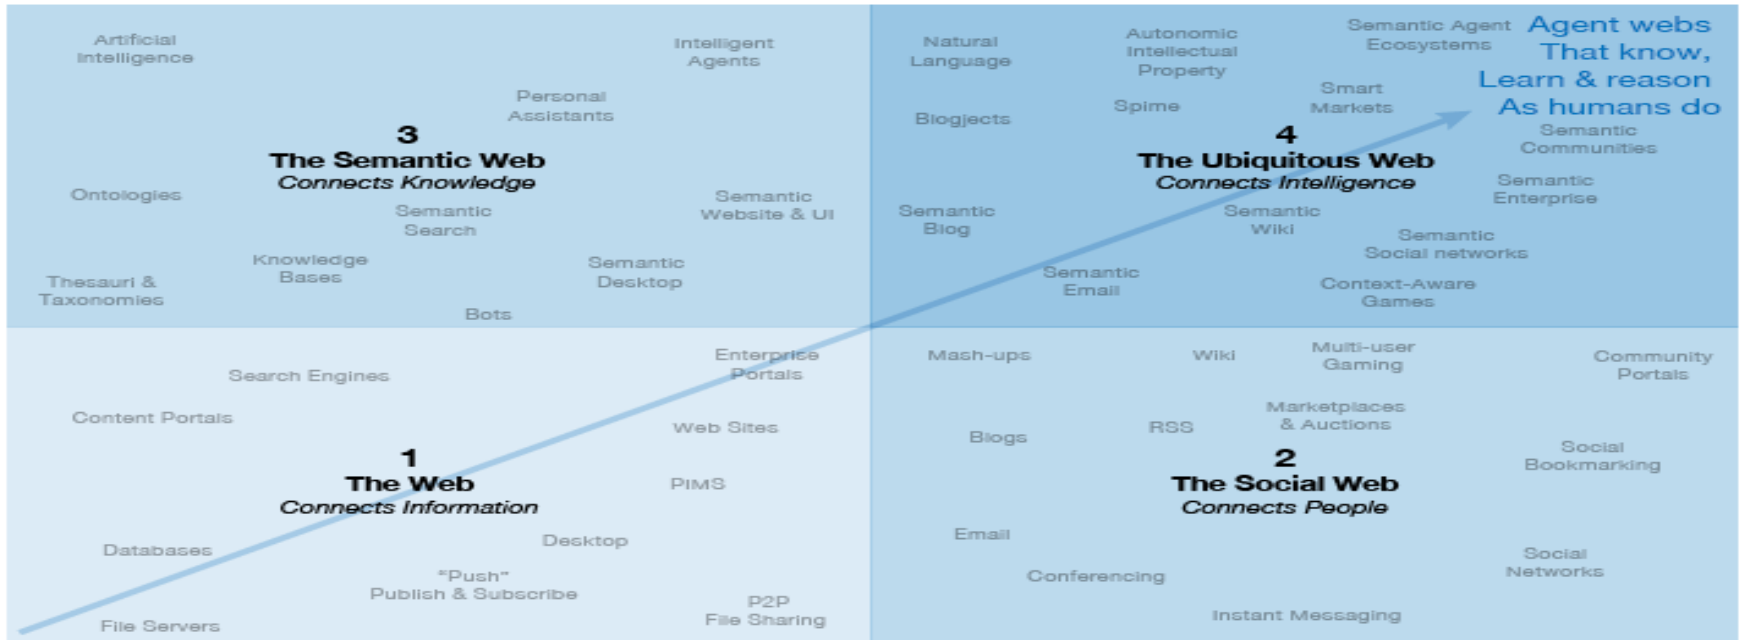 Artificial
Intelligence
Intelligent
Agents
Personal
Assistants
3
The Semantic Web
Connects Knowledge
Ontologies
Semantic
Search
Semantic
Website & UI
Knowledge
Bases
Semantic
Desktop
Thesauri &
Taxonomies
Bots
Natural
Language
Autonomic
Intellectual
Property
Semantic Agent
Ecosystems
Agent webs
That know,
Learn & reason
As humans do
Blogjects
Spime
Smart
Markets
4
The Ubiquitous Web
Connects Intelligence
Semantic
Communities
Semantic
Enterprise
Semantic
Blog
Semantic
Wiki
Semantic
Social networks
Semantic
Email
Context-Aware
Games
Search Engines
Enterprise
Portals
Content Portals
Web Sites
1
The Web
Connects Information
PIMS
Databases
Desktop
"Push"
Publish & Subscribe
P2P
File Sharing
File Servers
Mash-ups
Wiki
Multi-user
Gaming
Community
Portals
Blogs
RSS
Marketplaces
& Auctions
Social
Bookmarking
2
The Social Web
Connects People
Email
Conferencing
Social
Networks
Instant Messaging